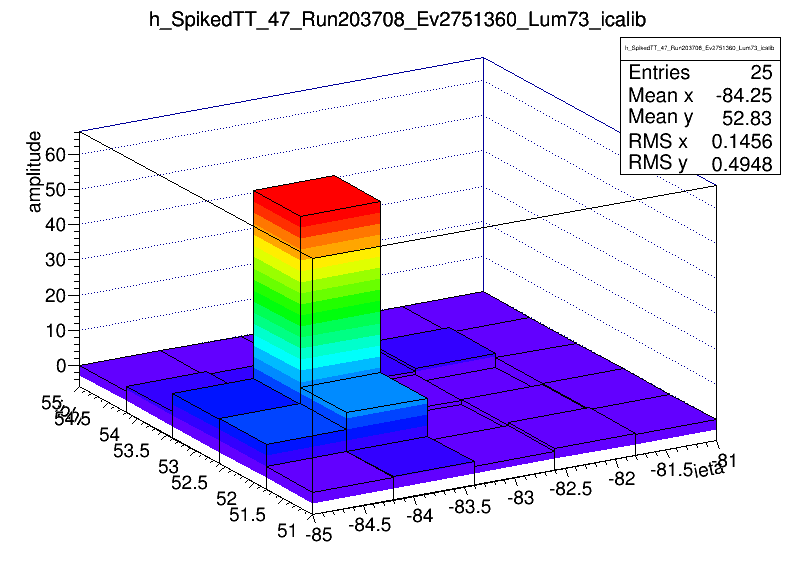 h_SpikedTT_47_Run203708_Ev2751360_Lum73_icalib
h_SpikedTT_47_Run203708_Ev2751360_Lum73_icalib
Entries 25
Mean x -84.25
Mean y 52.83
RMS x 0.1456
RMS y 0.4948
amplitude
60
50
40
30
20
10
0
55
54.5
54
53.5
53
52.5
52
51.5
51
-85
-84.5
-84
-83.5
-83
-82.5
-82
-81.5
-81
ieta